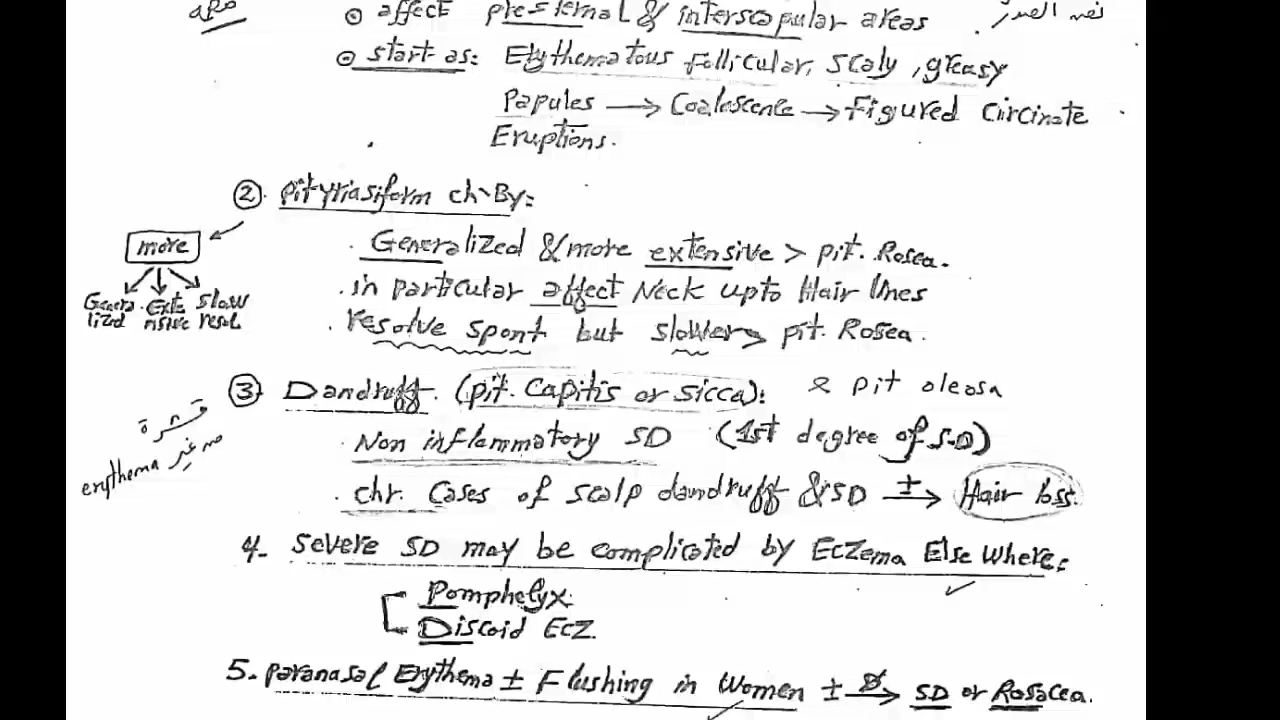 ⊙ affect presternal & interscapular areas
⊙ start as: Erythematous follicular, scaly, greasy
Papules → Coalescence → Figured circinate
Eruptions.
② pityriasiform ch. By:
more
Genera lized
Exte nsive
slow resol
. Generalized & more extensive > pit. Rosea.
. in particular affect Neck upto Hair lines
. resolve spont but slower > pit. Rosea.
③ Dandruff. (pit. capitis or sicca): & pit oleosa
قشرة
من غير
erythema
. Non inflammatory SD (1st degree of S.D)
. chr. Cases of scalp dandruff & SD ± → Hair loss.
4- severe SD may be complicated by Eczema Else where:
Pomphelyx
Discoid Ecz.
5. paranasal Erythema ± Flushing in Women ± → SD or Rosacea.